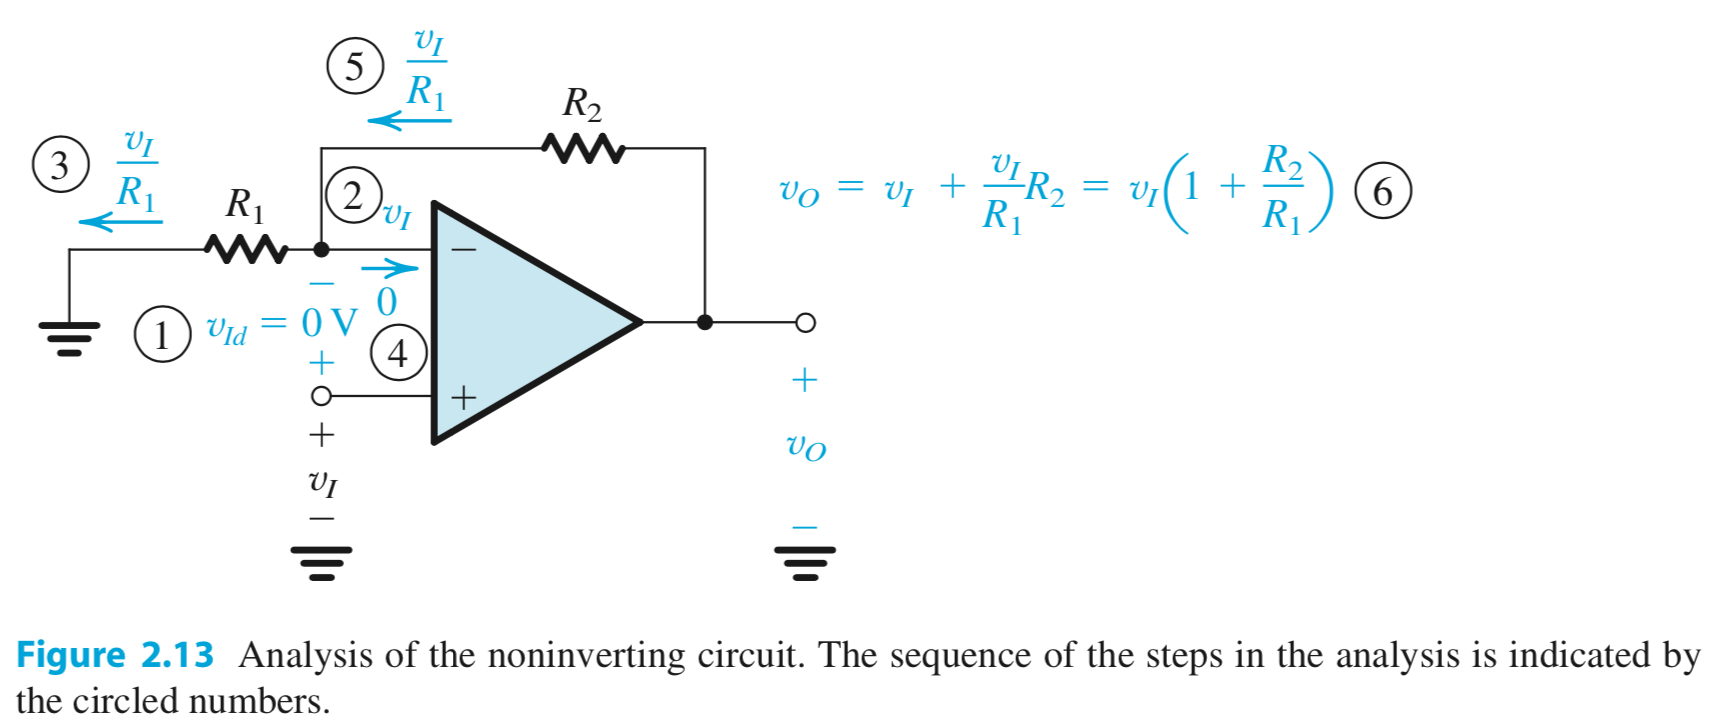 ⑤ v_I/R_1
R_2
③ v_I/R_1
R_1
② v_I
v_O = v_I + (v_I/R_1)R_2 = v_I(1 + R_2/R_1) ⑥
−
−
0
① v_Id = 0 V
④
+
+
+
v_I
−
+
v_O
−
Figure 2.13 Analysis of the noninverting circuit. The sequence of the steps in the analysis is indicated by
the circled numbers.